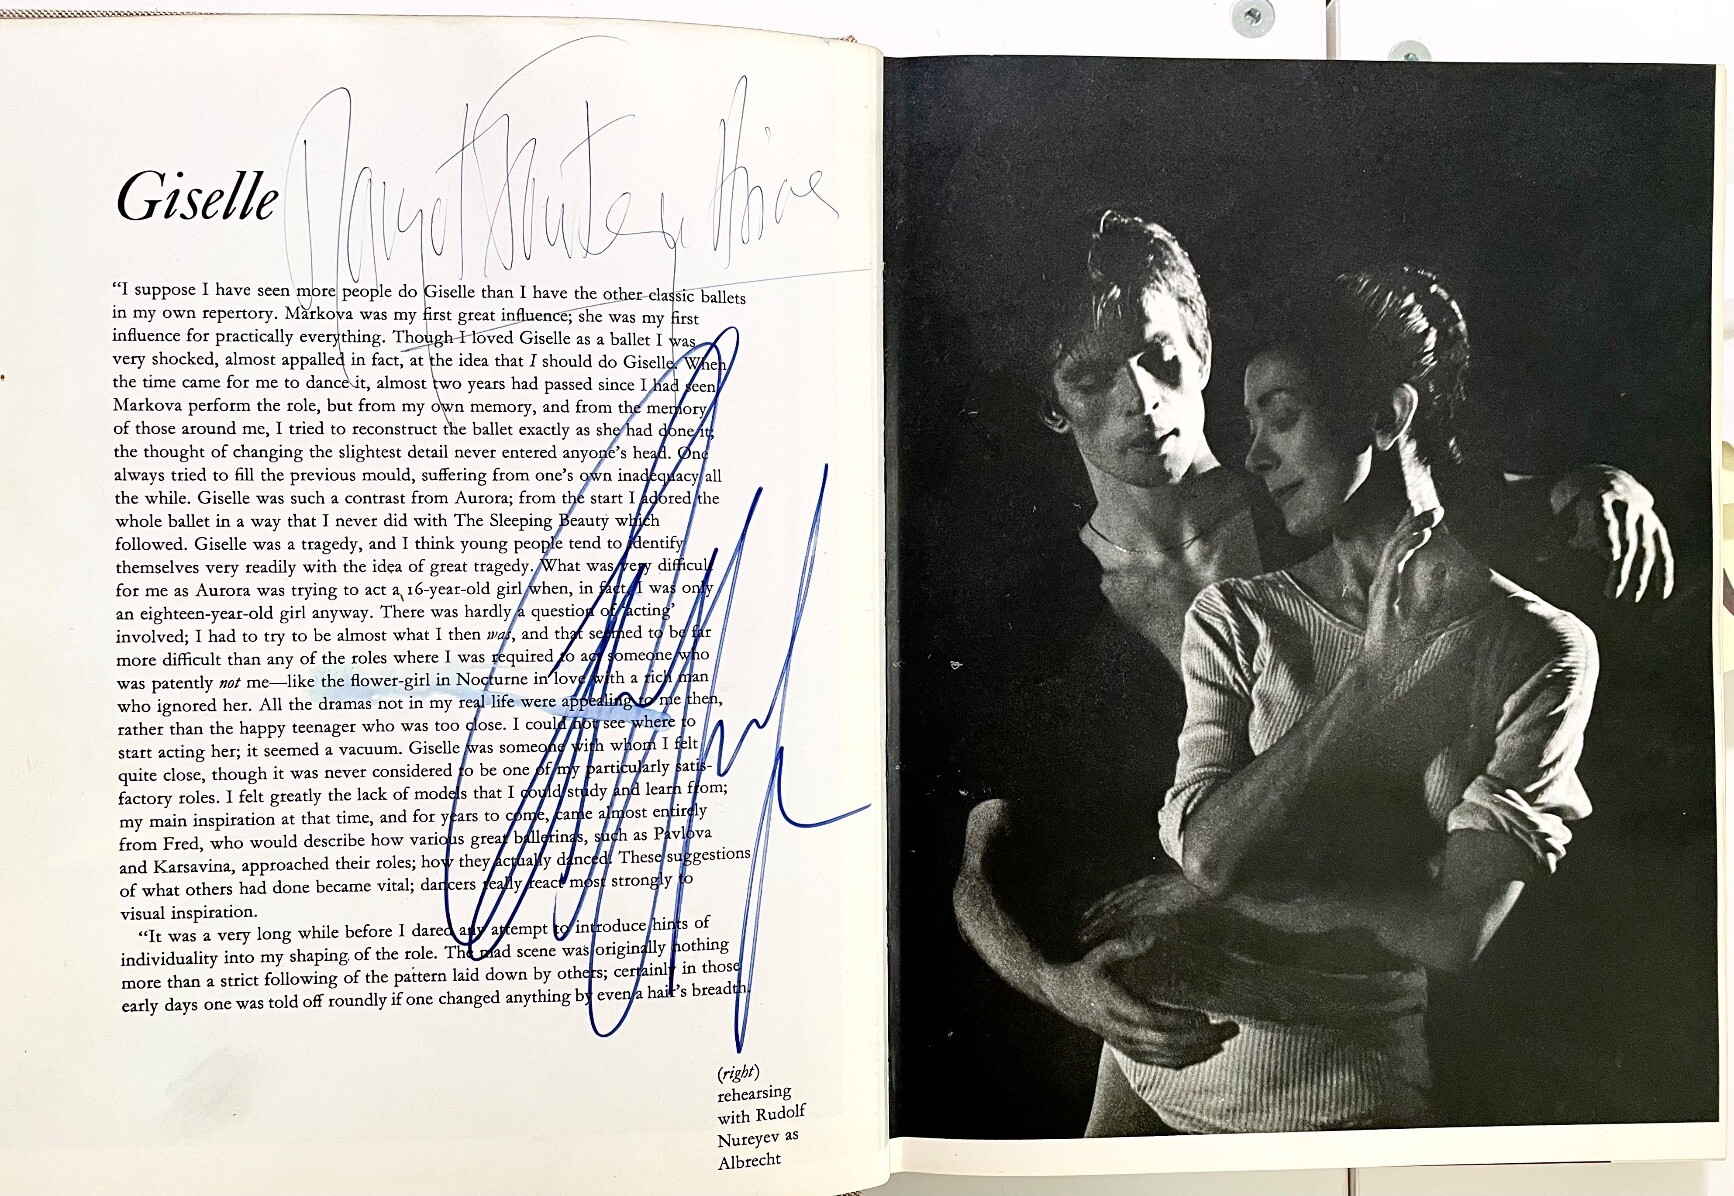 Giselle
Margot Fonteyn Arias
“I suppose I have seen more people do Giselle than I have the other classic ballets
in my own repertory. Markova was my first great influence; she was my first
influence for practically everything. Though I loved Giselle as a ballet I was
very shocked, almost appalled in fact, at the idea that I should do Giselle. When
the time came for me to dance it, almost two years had passed since I had seen
Markova perform the role, but from my own memory, and from the memory
of those around me, I tried to reconstruct the ballet exactly as she had done it;
the thought of changing the slightest detail never entered anyone’s head. One
always tried to fill the previous mould, suffering from one’s own inadequacy all
the while. Giselle was such a contrast from Aurora; from the start I adored the
whole ballet in a way that I never did with The Sleeping Beauty which
followed. Giselle was a tragedy, and I think young people tend to identify
themselves very readily with the idea of great tragedy. What was very difficult
for me as Aurora was trying to act a 16-year-old girl when, in fact, I was only
an eighteen-year-old girl anyway. There was hardly a question of ‘acting’
involved; I had to try to be almost what I then was, and that seemed to be far
more difficult than any of the roles where I was required to act someone who
was patently not me—like the flower-girl in Nocturne in love with a rich man
who ignored her. All the dramas not in my real life were appealing to me then,
rather than the happy teenager who was too close. I could not see where to
start acting her; it seemed a vacuum. Giselle was someone with whom I felt
quite close, though it was never considered to be one of my particularly satis-
factory roles. I felt greatly the lack of models that I could study and learn from;
my main inspiration at that time, and for years to come, came almost entirely
from Fred, who would describe how various great ballerinas, such as Pavlova
and Karsavina, approached their roles; how they actually danced. These suggestions
of what others had done became vital; dancers really react most strongly to
visual inspiration.
“It was a very long while before I dared any attempt to introduce hints of
individuality into my shaping of the role. The mad scene was originally nothing
more than a strict following of the pattern laid down by others; certainly in those
early days one was told off roundly if one changed anything by even a hair’s breadth.
(right)
rehearsing
with Rudolf
Nureyev as
Albrecht